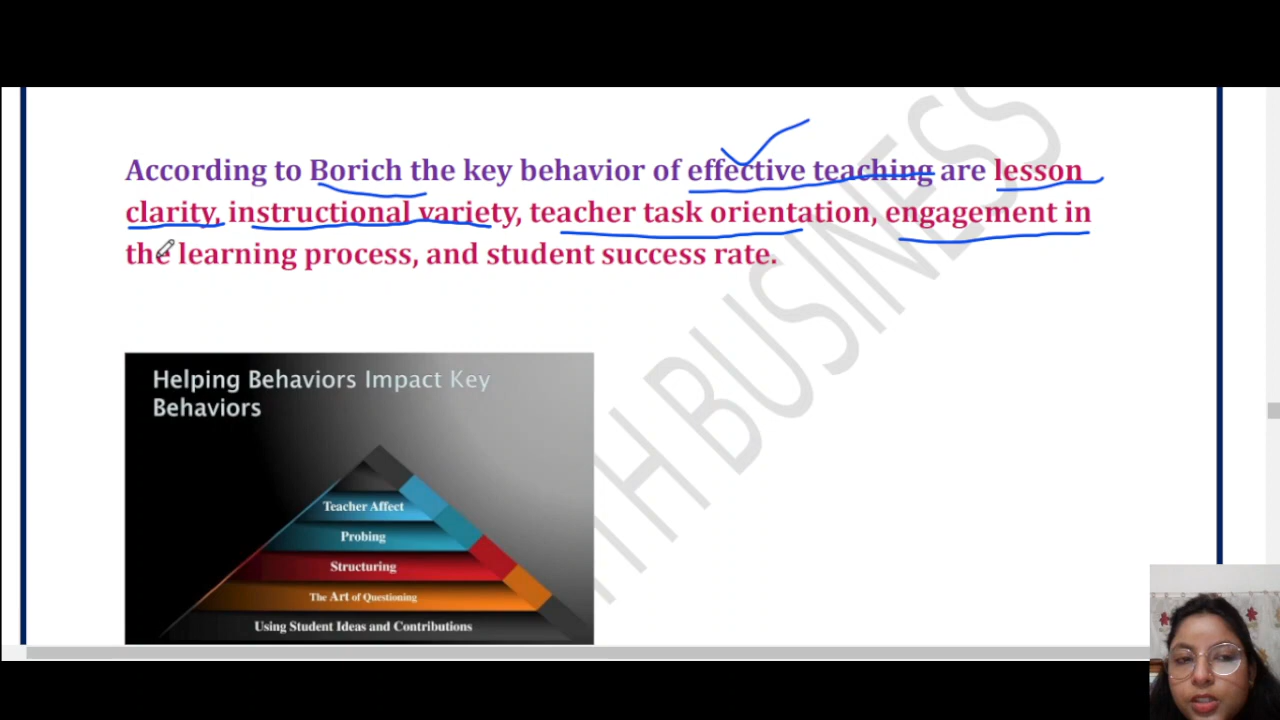 According to Borich the key behavior of effective teaching are lesson
clarity, instructional variety, teacher task orientation, engagement in
the learning process, and student success rate.
TH BUSINESS
Helping Behaviors Impact Key
Behaviors
Teacher Affect
Probing
Structuring
The Art of Questioning
Using Student Ideas and Contributions